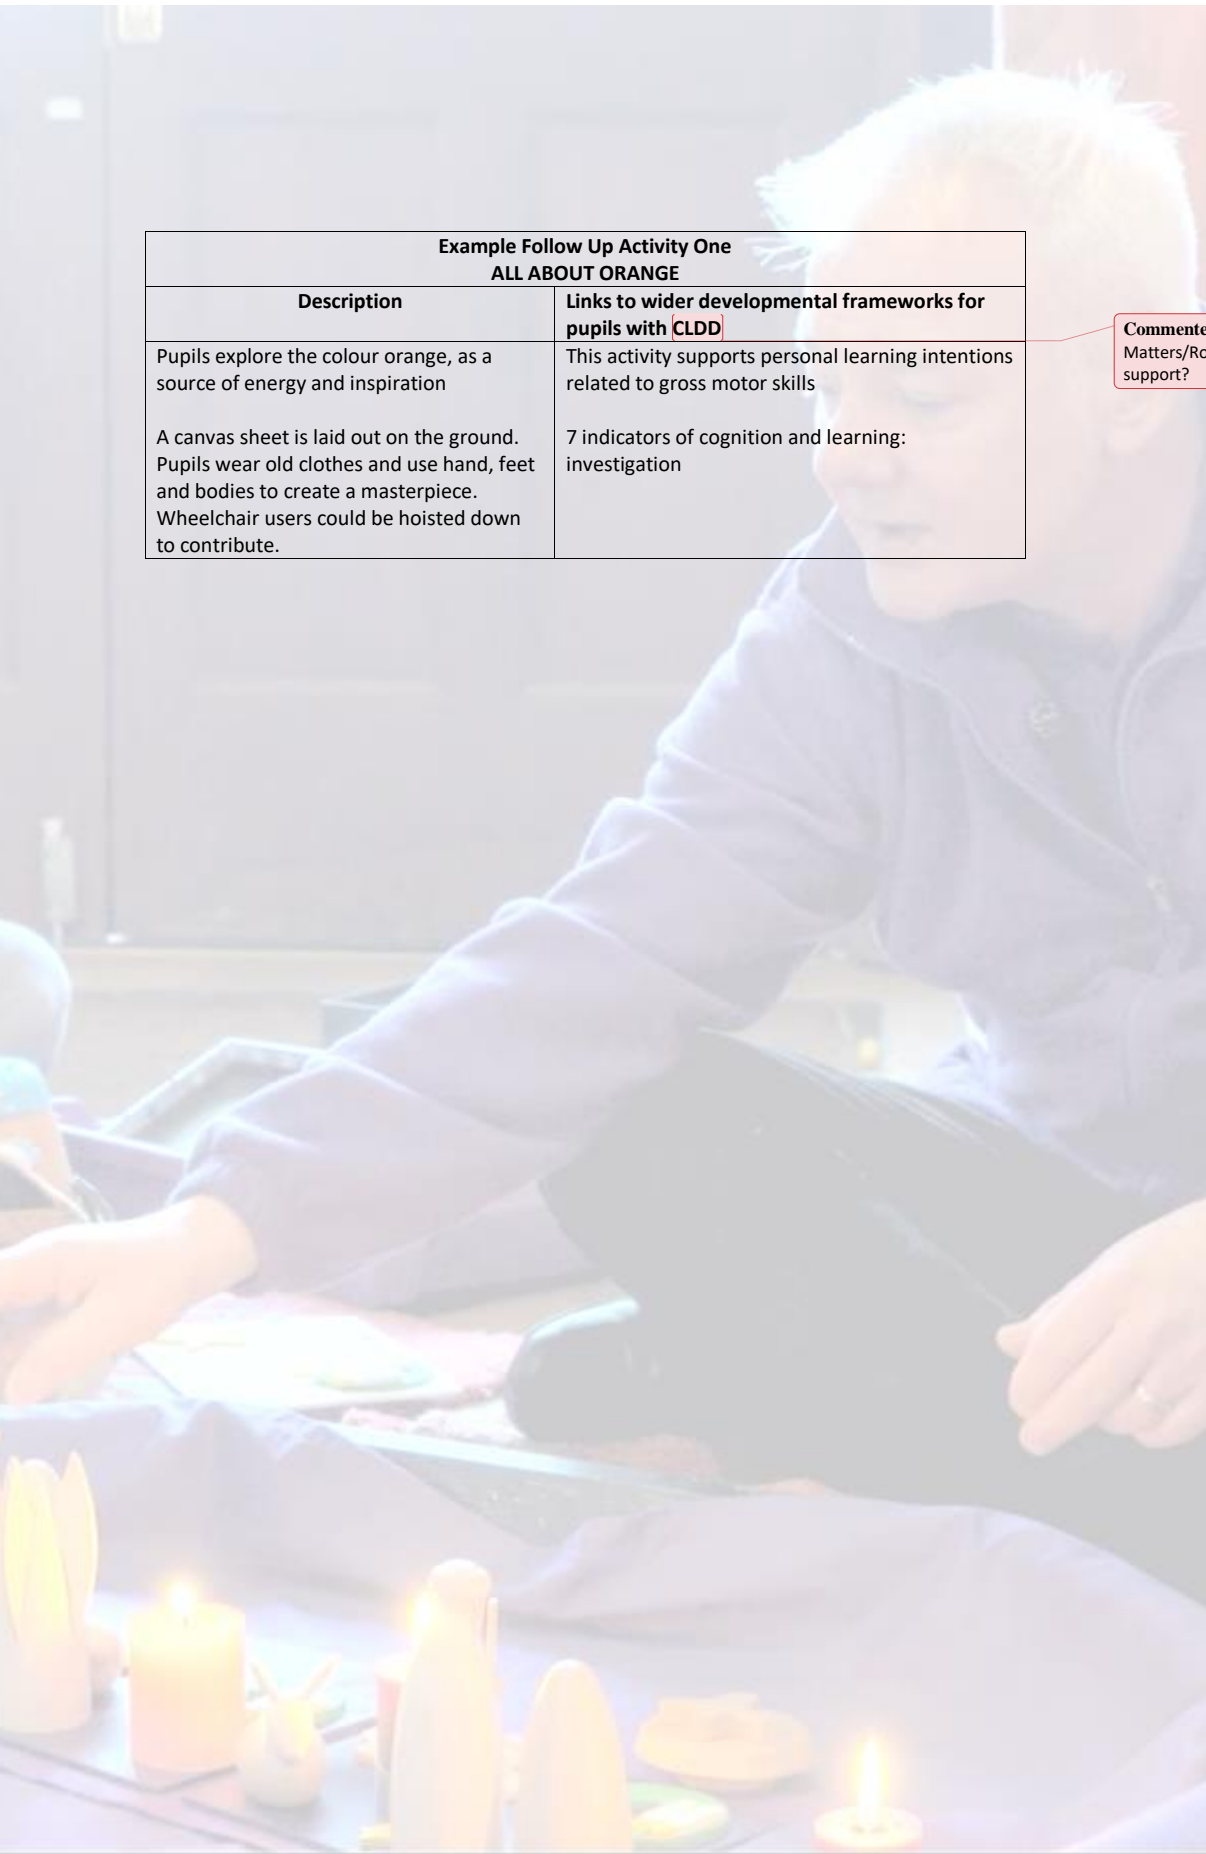 Example Follow Up Activity One
ALL ABOUT ORANGE
Description
Links to wider developmental frameworks for
pupils with CLDD
Pupils explore the colour orange, as a
source of energy and inspiration
A canvas sheet is laid out on the ground.
Pupils wear old clothes and use hand, feet
and bodies to create a masterpiece.
Wheelchair users could be hoisted down
to contribute.
This activity supports personal learning intentions
related to gross motor skills
7 indicators of cognition and learning:
investigation
Commente
Matters/Ro
support?